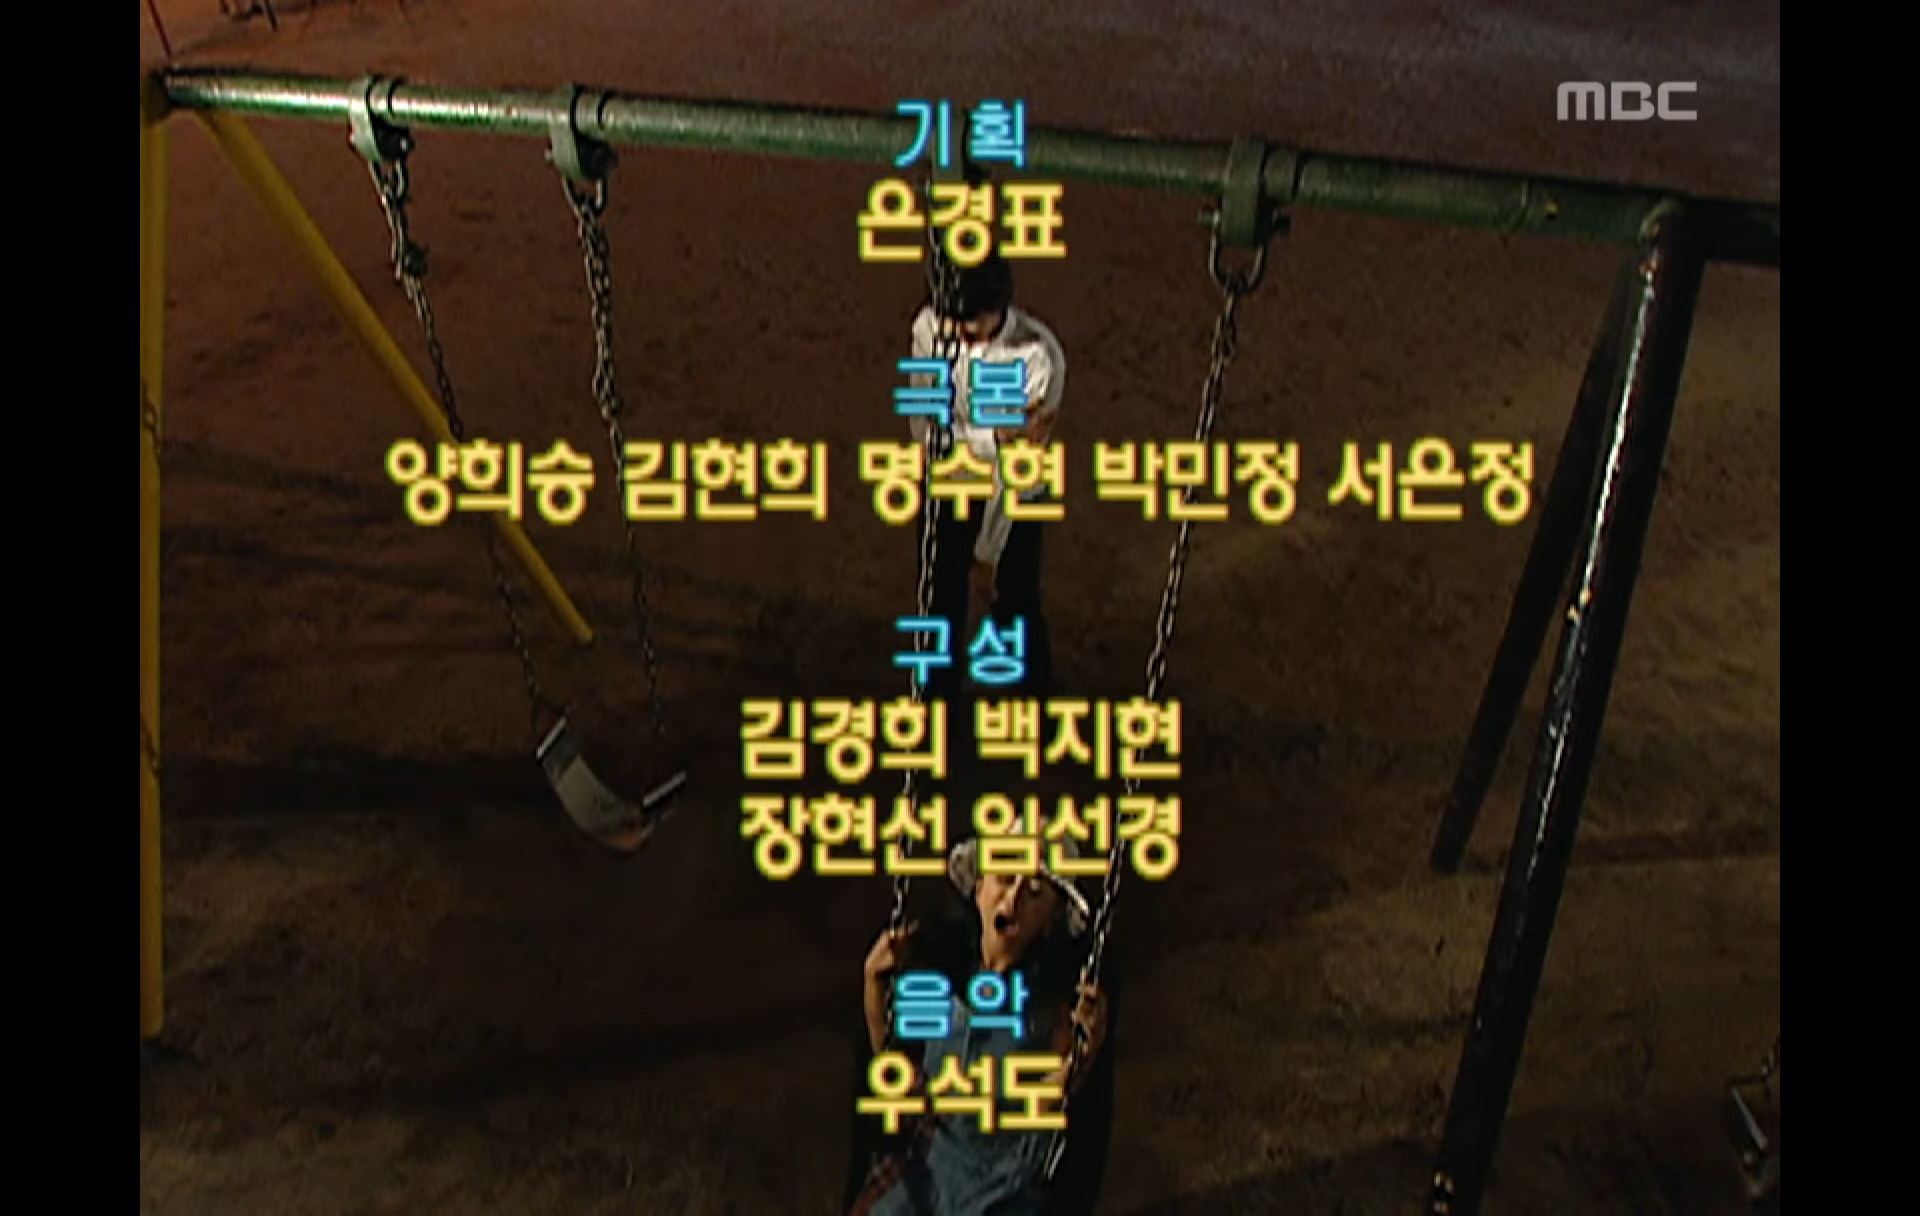 MBC
기획
은경표
극본
양희승 김현희 명수현 박민정 서은정
구성
김경희 백지현
장현선 임선경
음악
우석도